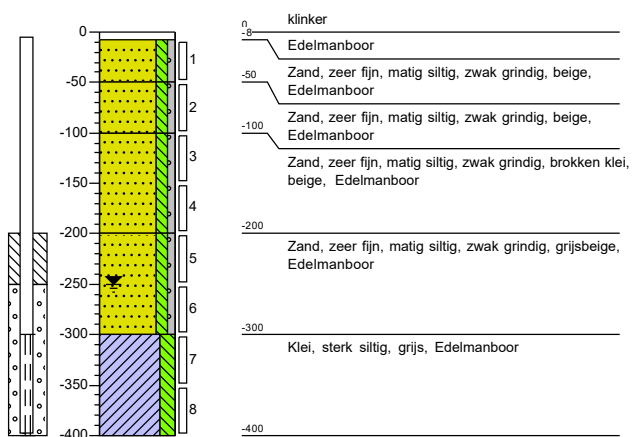 0
-50
-100
-150
-200
-250
-300
-350
-400
1
2
3
4
5
6
7
8
0
klinker
-8
Edelmanboor
-50
Zand, zeer fijn, matig siltig, zwak grindig, beige,
Edelmanboor
-100
Zand, zeer fijn, matig siltig, zwak grindig, beige,
Edelmanboor
Zand, zeer fijn, matig siltig, zwak grindig, brokken klei,
beige, Edelmanboor
-200
Zand, zeer fijn, matig siltig, zwak grindig, grijsbeige,
Edelmanboor
-300
Klei, sterk siltig, grijs, Edelmanboor
-400